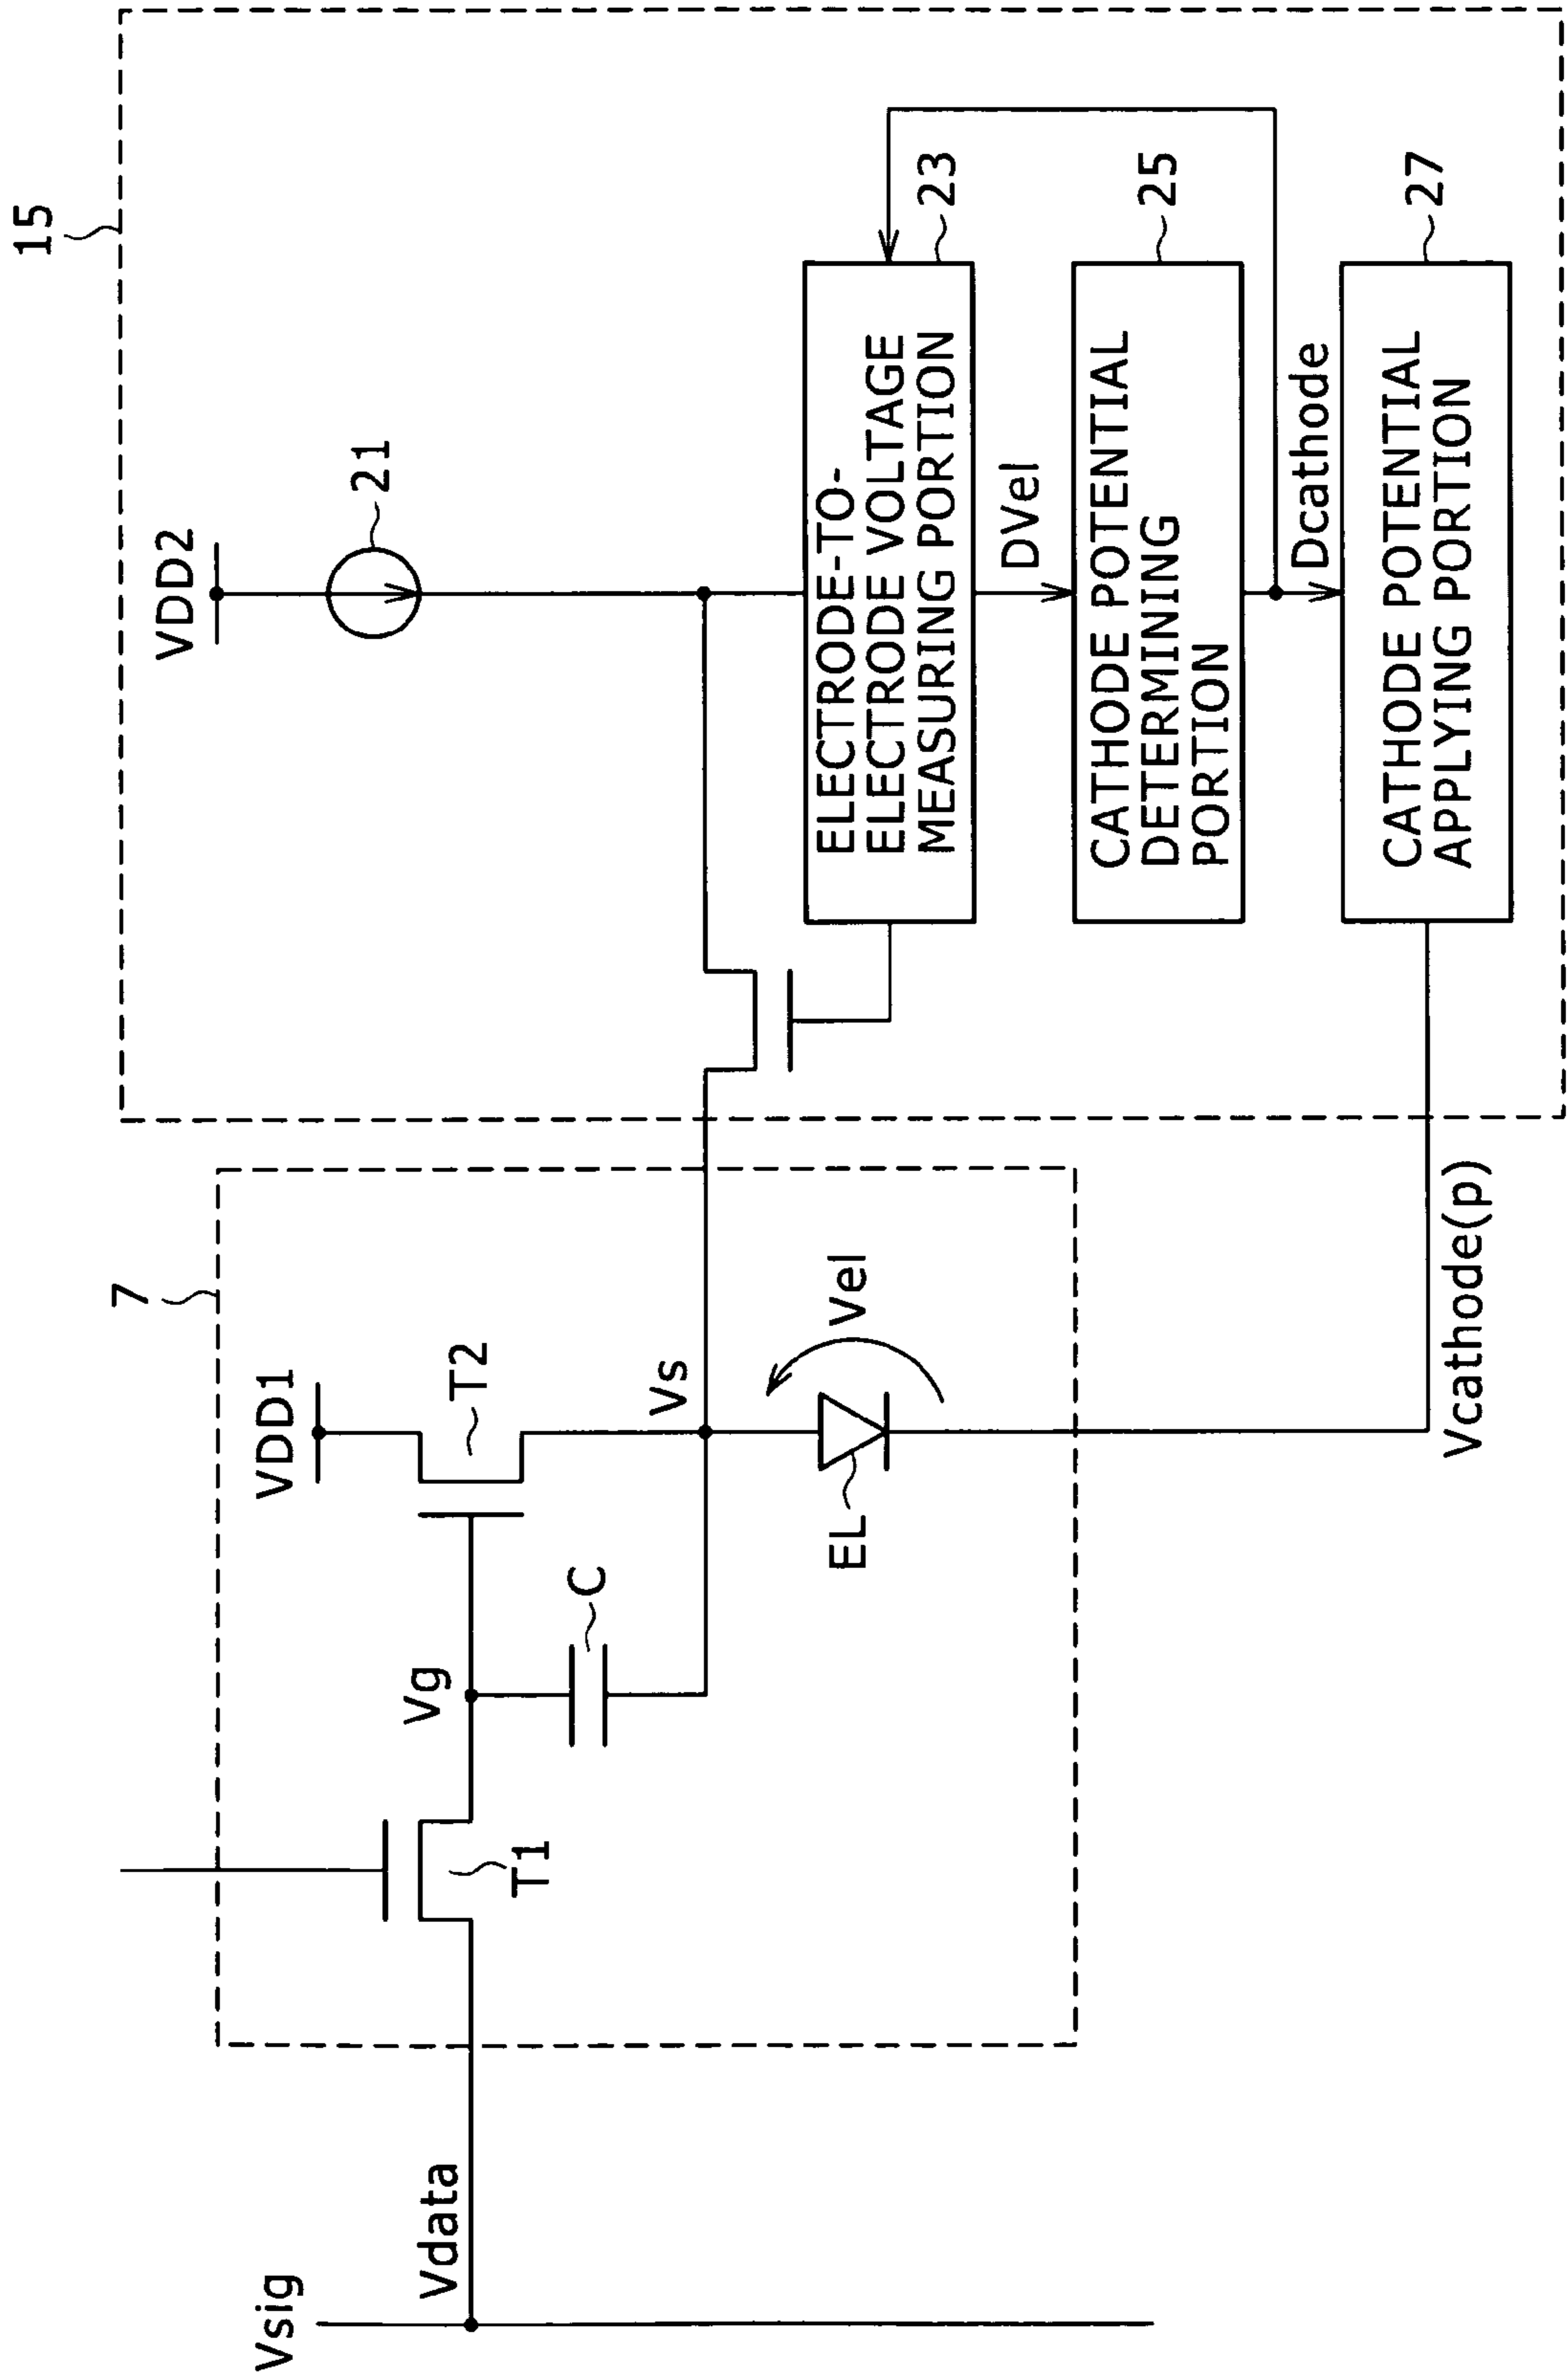 15
7
VDD2
21
VDD1
T2
Vg
C
Vs
T1
Vsig
Vdata
EL
Vel
ELECTRODE-TO-
ELECTRODE VOLTAGE
MEASURING PORTION
23
DVel
CATHODE POTENTIAL
DETERMINING
PORTION
25
Dcathode
CATHODE POTENTIAL
APPLYING PORTION
27
Vcathode(p)